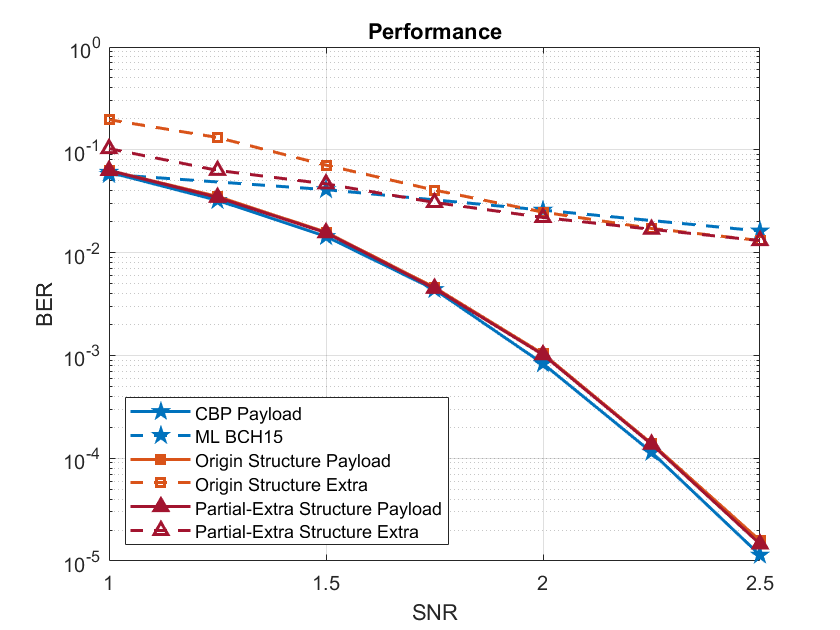 Performance
10^0
10^-1
10^-2
10^-3
10^-4
10^-5
BER
CBP Payload
ML BCH15
Origin Structure Payload
Origin Structure Extra
Partial-Extra Structure Payload
Partial-Extra Structure Extra
1 1.5 2 2.5
SNR